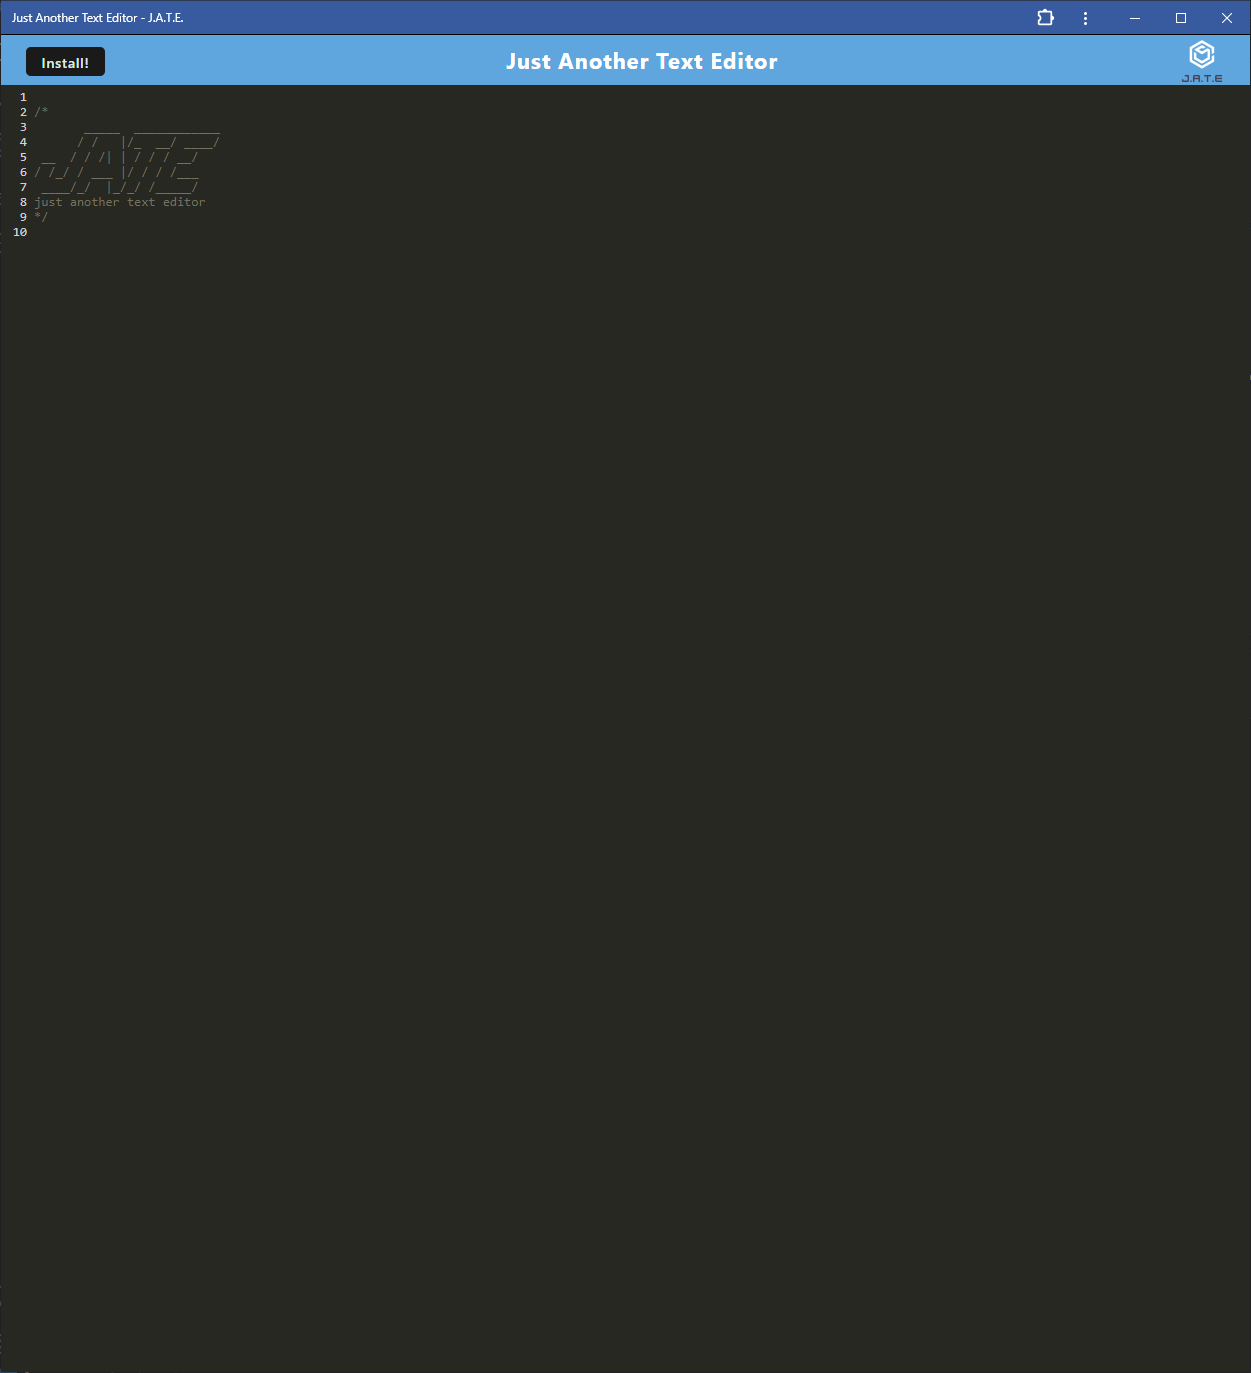 Just Another Text Editor - J.A.T.E.
Install!
Just Another Text Editor
J.A.T.E
1
2 /*
3        _____  ____________
4       / /   |/_  __/ ____/
5  __  / / /| | / / / __/
6 / /_/ / ___ |/ / / /___
7  ____/_/  |_/_/ /_____/
8 just another text editor
9 */
10